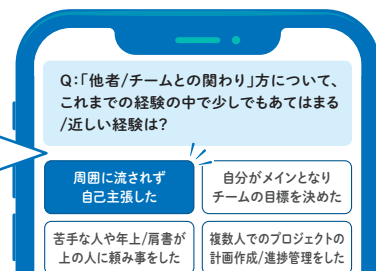 Q:「他者/チームとの関わり」方について、
これまでの経験の中で少しでもあてはまる
/近しい経験は?
周囲に流されず
自己主張した
自分がメインとなり
チームの目標を決めた
苦手な人や年上/肩書が
上の人に頼み事をした
複数人でのプロジェクトの
計画作成/進捗管理をした